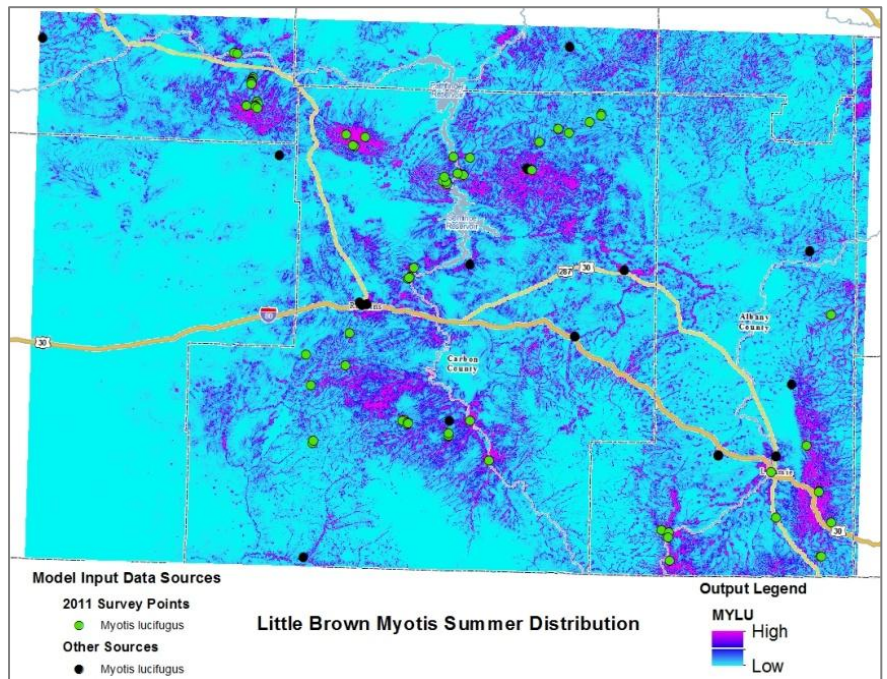 Reservoir
287
30
80
30
Albany
County
Carbon
County
30
Model Input Data Sources
2011 Survey Points
Myotis lucifugus
Other Sources
Myotis lucifugus
Little Brown Myotis Summer Distribution
Output Legend
MYLU
High
Low